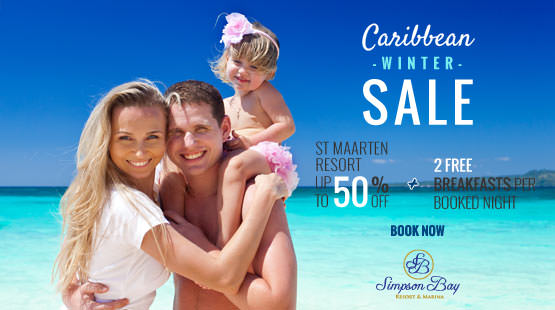 Caribbean
- WINTER -
SALE
ST MAARTEN
RESORT
UP TO 50% OFF
+
2 FREE
BREAKFASTS PER
BOOKED NIGHT
BOOK NOW
SB
Simpson Bay
RESORT & MARINA